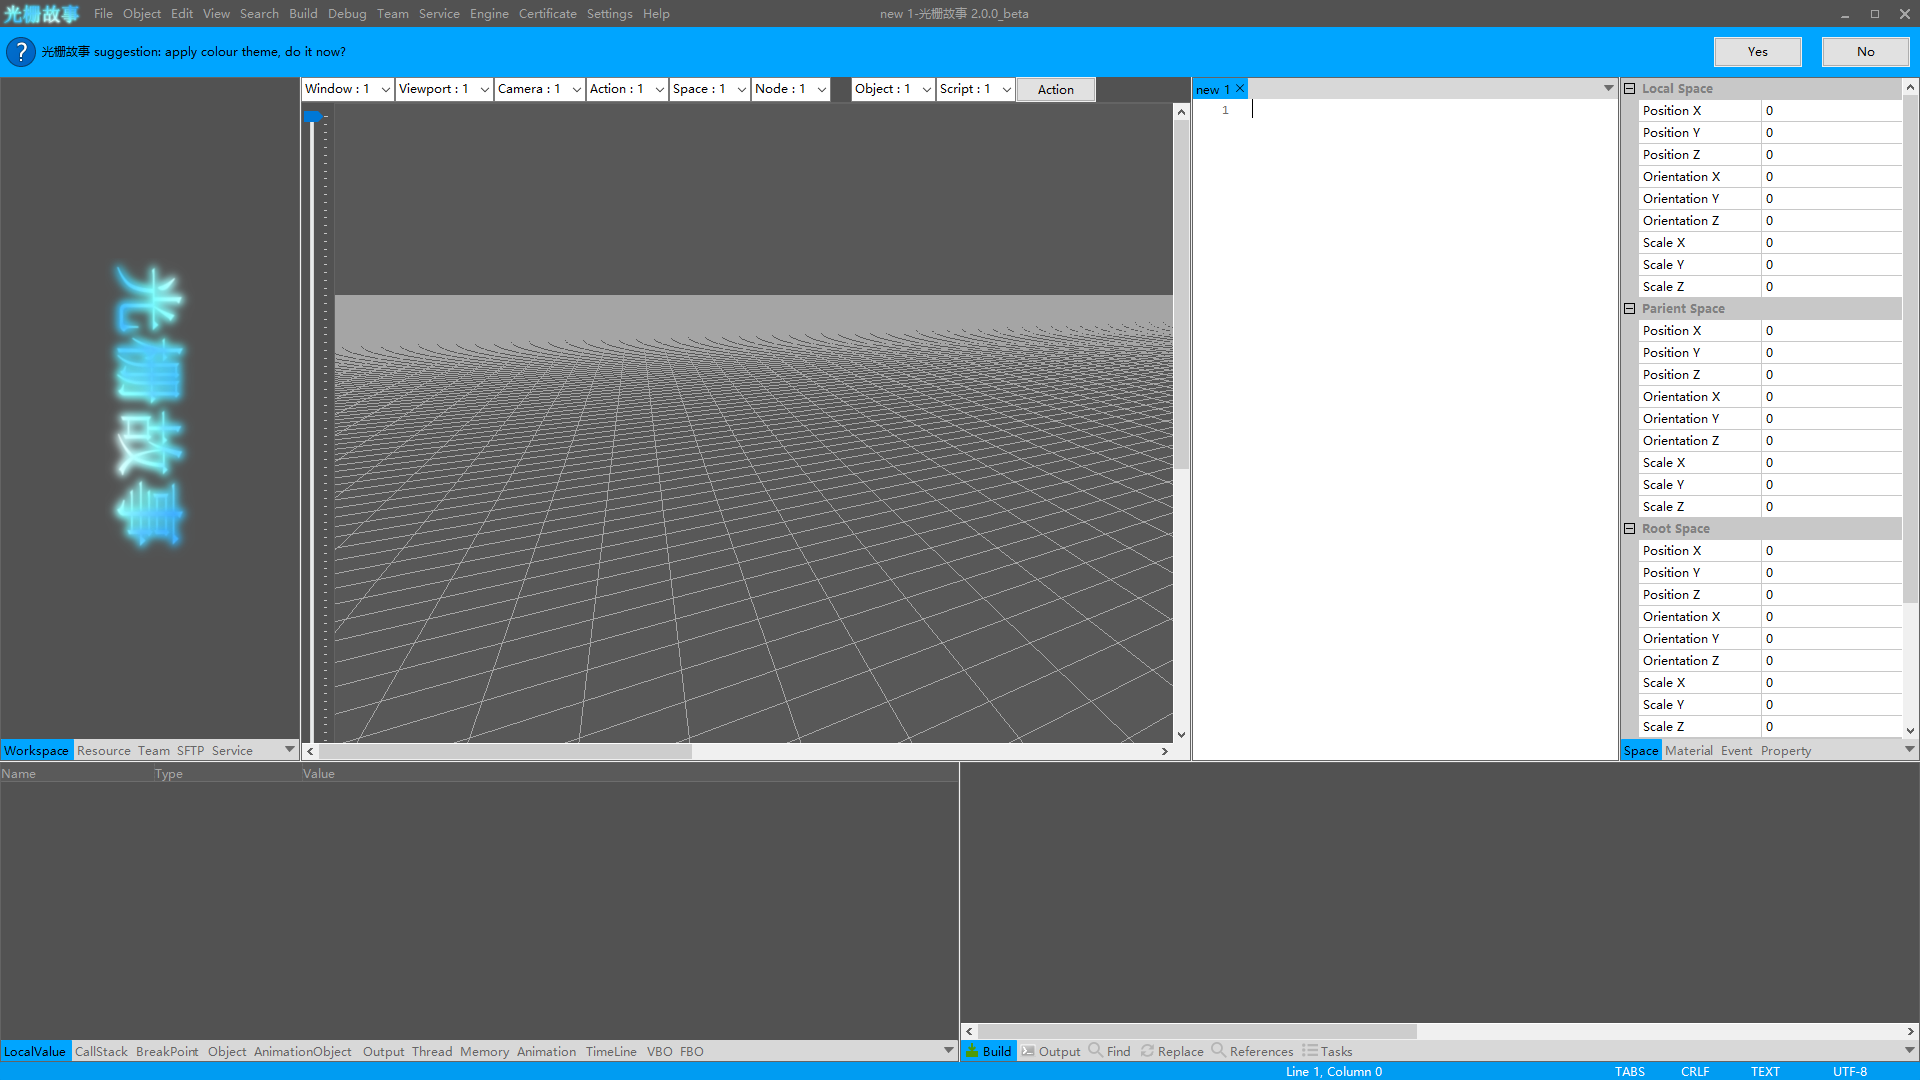 光栅故事 File Object Edit View Search Build Debug Team Service Engine Certificate Settings Help new 1-光栅故事 2.0.0_beta
? 光栅故事 suggestion: apply colour theme, do it now? Yes No
Window : 1 Viewport : 1 Camera : 1 Action : 1 Space : 1 Node : 1 Object : 1 Script : 1 Action
new 1
1
光栅故事
Local Space
Position X 0
Position Y 0
Position Z 0
Orientation X 0
Orientation Y 0
Orientation Z 0
Scale X 0
Scale Y 0
Scale Z 0
Parient Space
Position X 0
Position Y 0
Position Z 0
Orientation X 0
Orientation Y 0
Orientation Z 0
Scale X 0
Scale Y 0
Scale Z 0
Root Space
Position X 0
Position Y 0
Position Z 0
Orientation X 0
Orientation Y 0
Orientation Z 0
Scale X 0
Scale Y 0
Scale Z 0
Workspace Resource Team SFTP Service
Space Material Event Property
Name Type Value
LocalValue CallStack BreakPoint Object AnimationObject Output Thread Memory Animation TimeLine VBO FBO
Build Output Find Replace References Tasks
Line 1, Column 0 TABS CRLF TEXT UTF-8